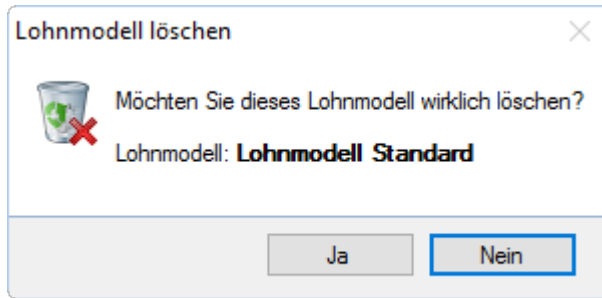 Lohnmodell löschen
Möchten Sie dieses Lohnmodell wirklich löschen?
Lohnmodell: Lohnmodell Standard
Ja Nein